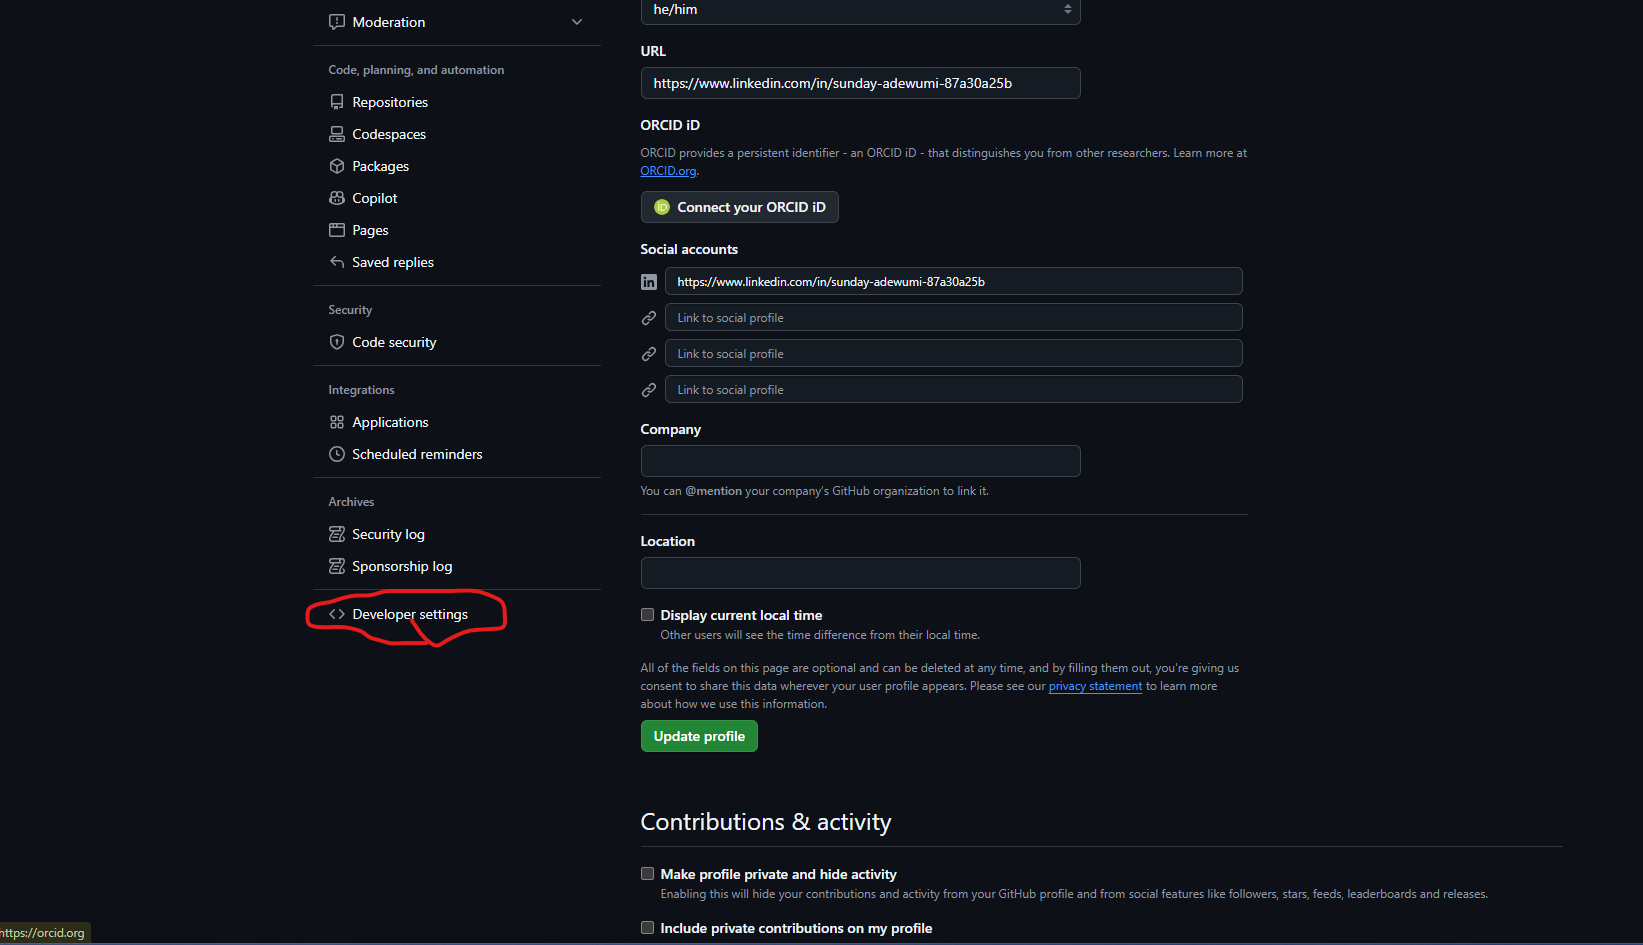 Moderation
Code, planning, and automation
Repositories
Codespaces
Packages
Copilot
Pages
Saved replies
Security
Code security
Integrations
Applications
Scheduled reminders
Archives
Security log
Sponsorship log
Developer settings
he/him
URL
https://www.linkedin.com/in/sunday-adewumi-87a30a25b
ORCID iD
ORCID provides a persistent identifier - an ORCID iD - that distinguishes you from other researchers. Learn more at
ORCID.org.
iD Connect your ORCID iD
Social accounts
in https://www.linkedin.com/in/sunday-adewumi-87a30a25b
Link to social profile
Link to social profile
Link to social profile
Company
You can @mention your company's GitHub organization to link it.
Location
Display current local time
Other users will see the time difference from their local time.
All of the fields on this page are optional and can be deleted at any time, and by filling them out, you're giving us
consent to share this data wherever your user profile appears. Please see our privacy statement to learn more
about how we use this information.
Update profile
Contributions & activity
Make profile private and hide activity
Enabling this will hide your contributions and activity from your GitHub profile and from social features like followers, stars, feeds, leaderboards and releases.
Include private contributions on my profile
https://orcid.org